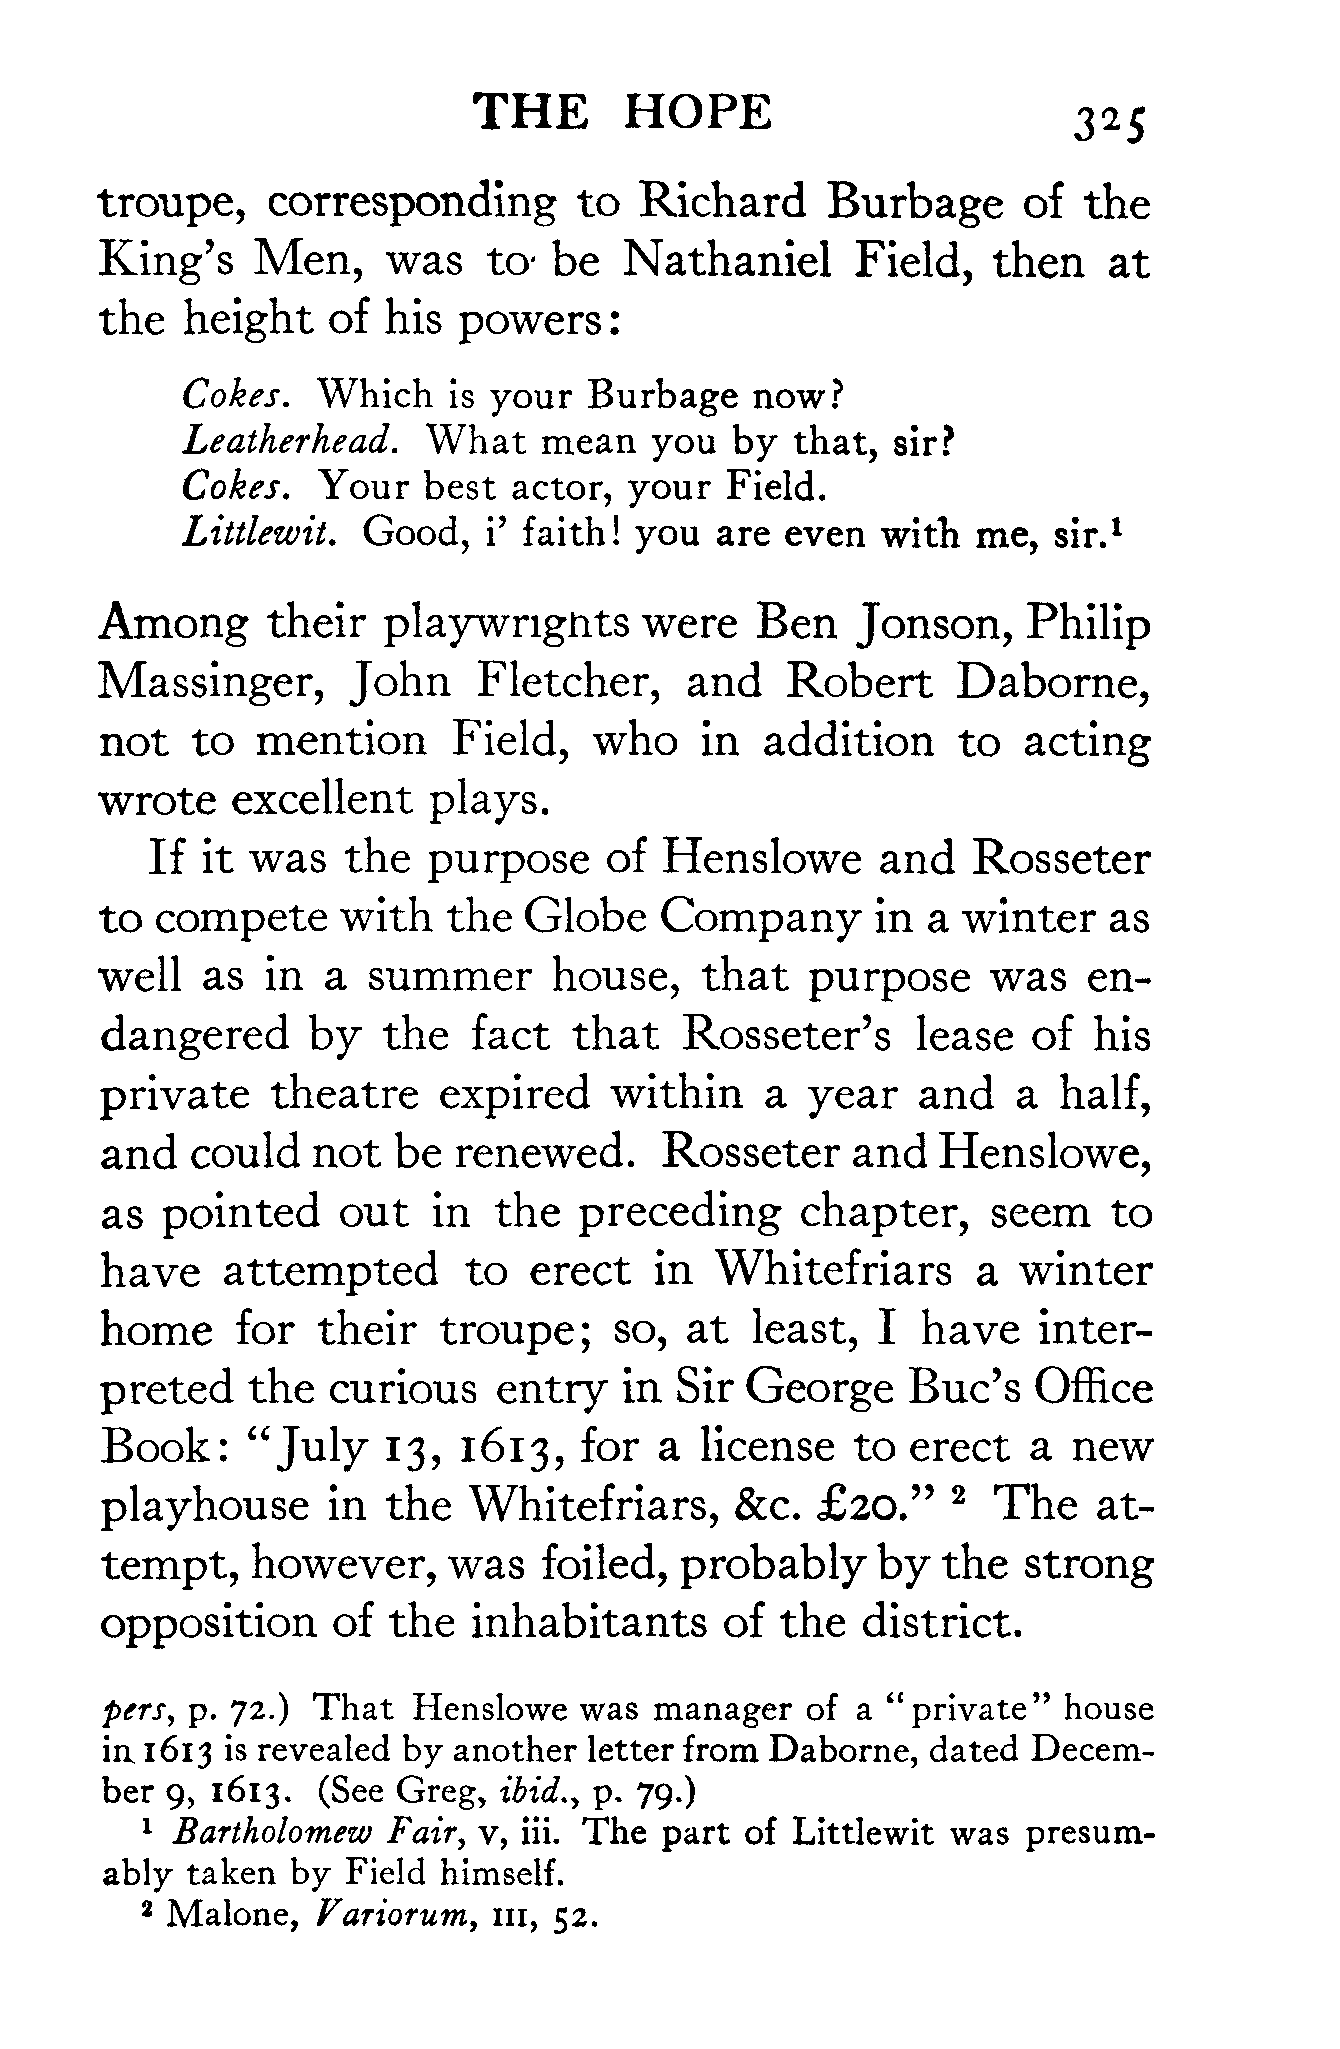 THE HOPE 325
troupe, corresponding to Richard Burbage of the
King's Men, was to be Nathaniel Field, then at
the height of his powers:
Cokes. Which is your Burbage now?
Leatherhead. What mean you by that, sir?
Cokes. Your best actor, your Field.
Littlewit. Good, i' faith! you are even with me, sir.¹
Among their playwrights were Ben Jonson, Philip
Massinger, John Fletcher, and Robert Daborne,
not to mention Field, who in addition to acting
wrote excellent plays.
If it was the purpose of Henslowe and Rosseter
to compete with the Globe Company in a winter as
well as in a summer house, that purpose was en-
dangered by the fact that Rosseter's lease of his
private theatre expired within a year and a half,
and could not be renewed. Rosseter and Henslowe,
as pointed out in the preceding chapter, seem to
have attempted to erect in Whitefriars a winter
home for their troupe; so, at least, I have inter-
preted the curious entry in Sir George Buc's Office
Book: "July 13, 1613, for a license to erect a new
playhouse in the Whitefriars, &c. £20." ² The at-
tempt, however, was foiled, probably by the strong
opposition of the inhabitants of the district.
pers, p. 72.) That Henslowe was manager of a "private" house
in 1613 is revealed by another letter from Daborne, dated Decem-
ber 9, 1613. (See Greg, ibid., p. 79.)
¹ Bartholomew Fair, v, iii. The part of Littlewit was presum-
ably taken by Field himself.
² Malone, Variorum, III, 52.